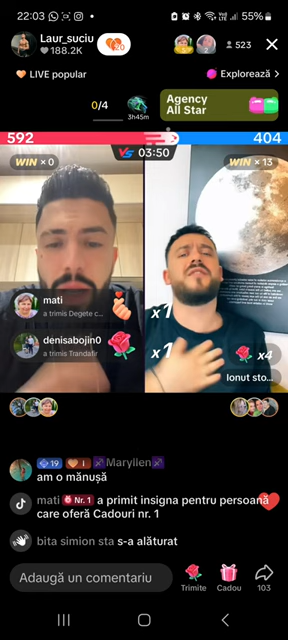 22:03
55%
Laur_suciu
188.2K
20
523
LIVE popular
Explorează >
0/4
3h45m
Agency
All Star
592
404
VS 03:50
WIN × 0
WIN × 13
mati
a trimis Degete c...
denisabojin0
a trimis Trandafir
x1
x1
x4
Ionut sto...
19 I Maryllen
am o mănușă
mati Nr. 1 a primit insigna pentru persoană
care oferă Cadouri nr. 1
bita simion sta s-a alăturat
Adaugă un comentariu
Trimite
Cadou
103